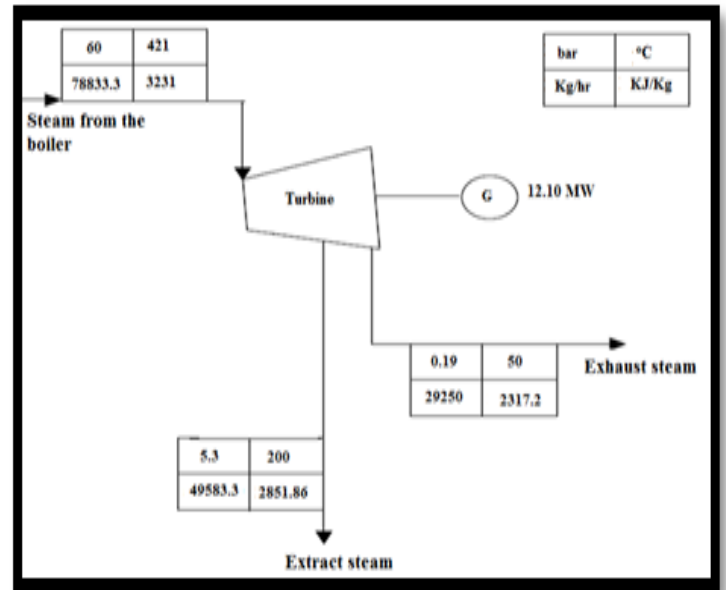 60 421
78833.3 3231
bar °C
Kg/hr KJ/Kg
Steam from the
boiler
Turbine
G
12.10 MW
0.19 50
29250 2317.2
Exhaust steam
5.3 200
49583.3 2851.86
Extract steam